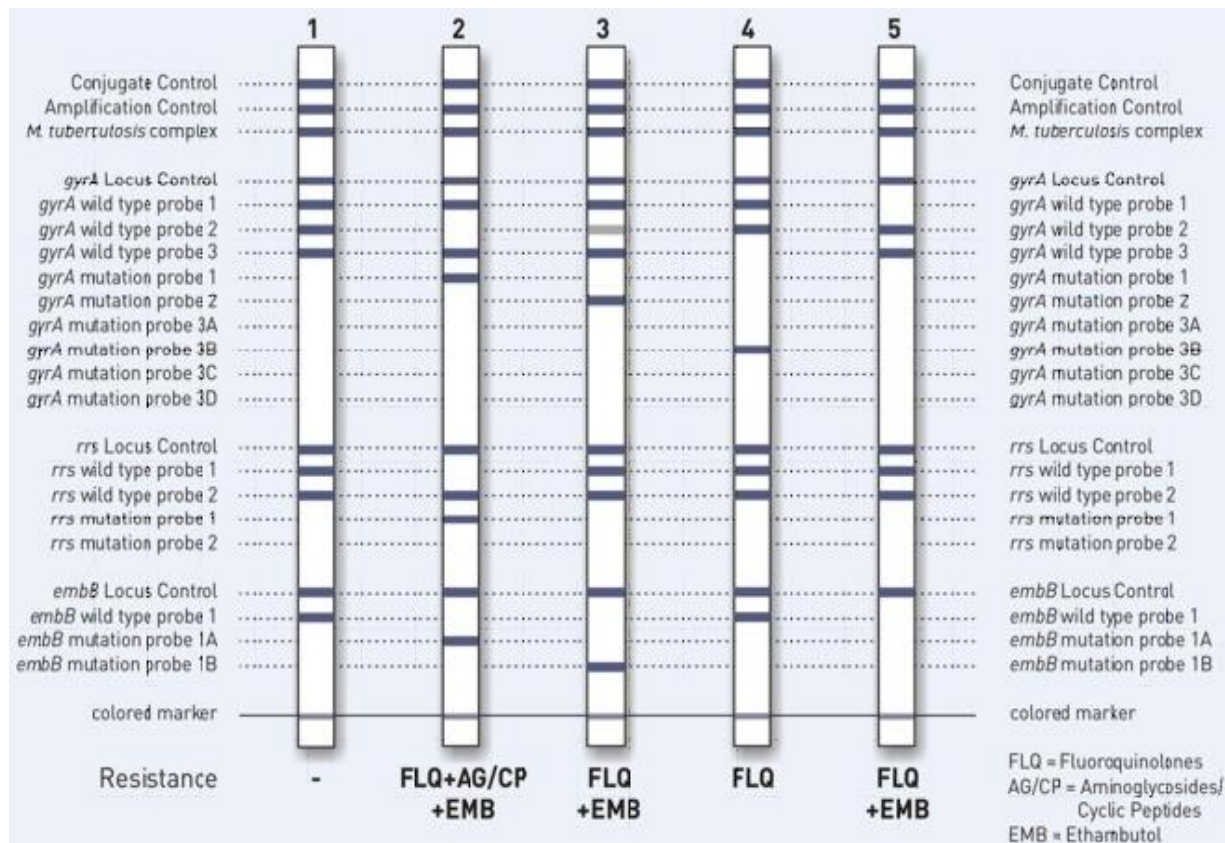 1 2 3 4 5
Conjugate Control Conjugate Control
Amplification Control Amplification Control
M. tuberculosis complex M. tuberculosis complex
gyrA Locus Control gyrA Locus Control
gyrA wild type probe 1 gyrA wild type probe 1
gyrA wild type probe 2 gyrA wild type probe 2
gyrA wild type probe 3 gyrA wild type probe 3
gyrA mutation probe 1 gyrA mutation probe 1
gyrA mutation probe 2 gyrA mutation probe 2
gyrA mutation probe 3A gyrA mutation probe 3A
gyrA mutation probe 3B gyrA mutation probe 3B
gyrA mutation probe 3C gyrA mutation probe 3C
gyrA mutation probe 3D gyrA mutation probe 3D
rrs Locus Control rrs Locus Control
rrs wild type probe 1 rrs wild type probe 1
rrs wild type probe 2 rrs wild type probe 2
rrs mutation probe 1 rrs mutation probe 1
rrs mutation probe 2 rrs mutation probe 2
embB Locus Control embB Locus Control
embB wild type probe 1 embB wild type probe 1
embB mutation probe 1A embB mutation probe 1A
embB mutation probe 1B embB mutation probe 1B
colored marker colored marker
Resistance - FLQ+AG/CP FLQ FLQ FLQ
+EMB +EMB +EMB
FLQ = Fluoroquinolones
AG/CP = Aminoglycosides/
Cyclic Peptides
EMB = Ethambutol